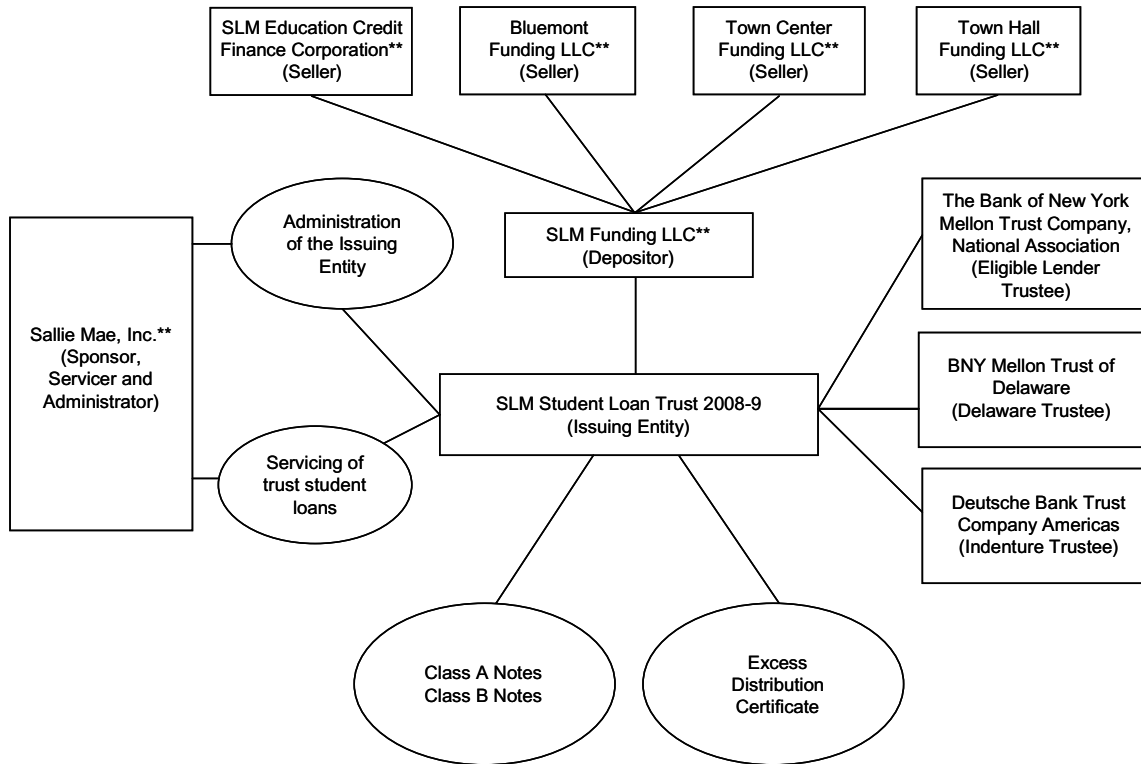 SLM Education Credit
Finance Corporation**
(Seller)
Bluemont
Funding LLC**
(Seller)
Town Center
Funding LLC**
(Seller)
Town Hall
Funding LLC**
(Seller)
Administration
of the Issuing
Entity
SLM Funding LLC**
(Depositor)
The Bank of New York
Mellon Trust Company,
National Association
(Eligible Lender
Trustee)
Sallie Mae, Inc.**
(Sponsor,
Servicer and
Administrator)
SLM Student Loan Trust 2008-9
(Issuing Entity)
BNY Mellon Trust of
Delaware
(Delaware Trustee)
Servicing of
trust student
loans
Deutsche Bank Trust
Company Americas
(Indenture Trustee)
Class A Notes
Class B Notes
Excess
Distribution
Certificate